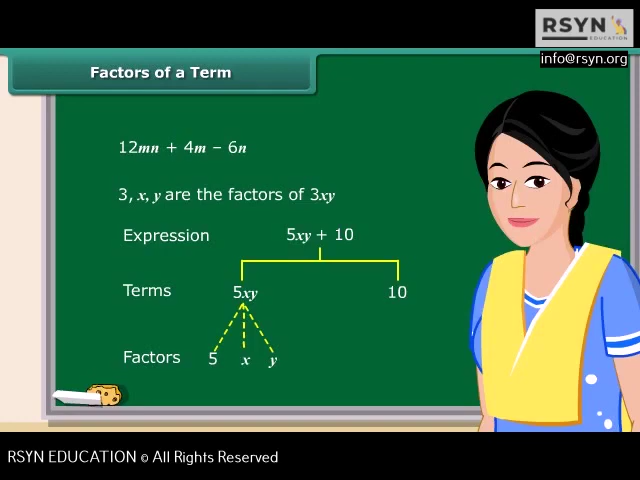 RSYN
EDUCATION
info@rsyn.org
Factors of a Term
12mn + 4m – 6n
3, x, y are the factors of 3xy
Expression 5xy + 10
Terms 5xy 10
Factors 5 x y
RSYN EDUCATION © All Rights Reserved